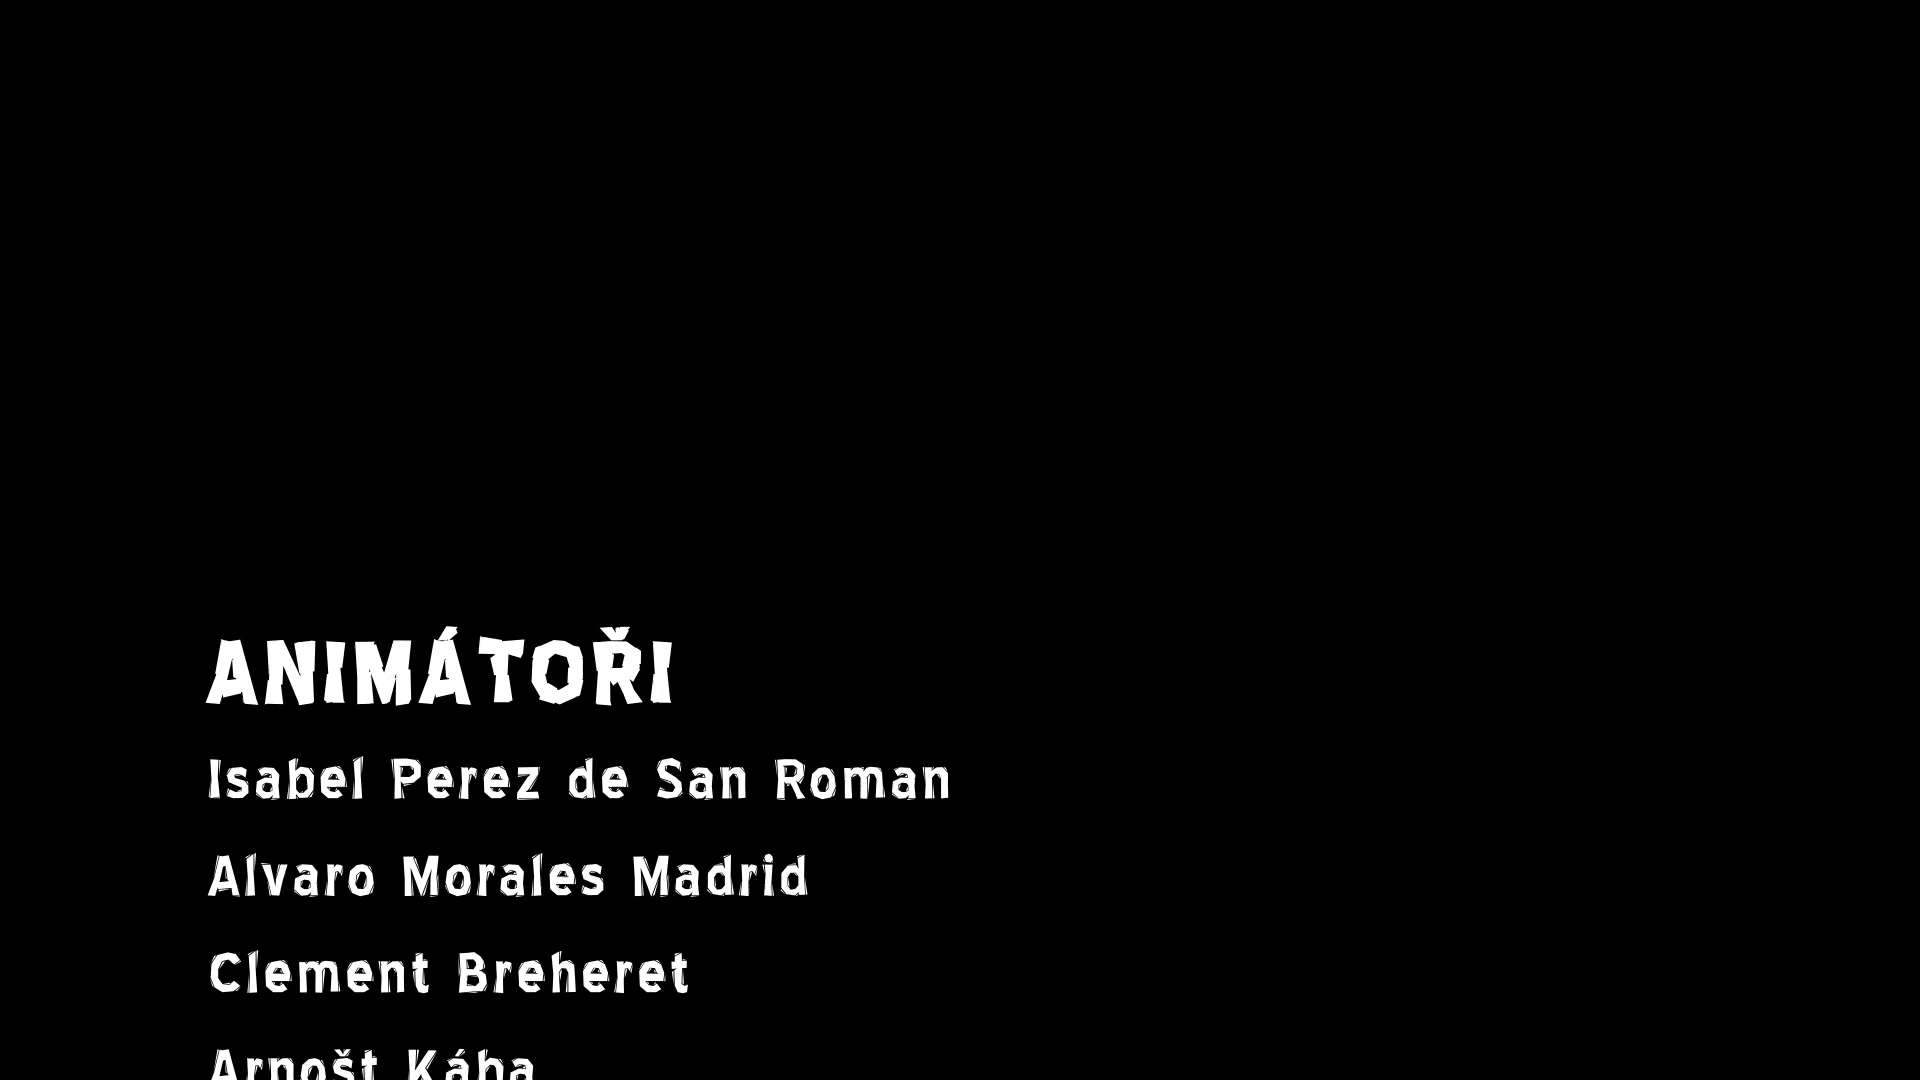 ANIMÁTOŘI
Isabel Perez de San Roman
Alvaro Morales Madrid
Clement Breheret
Arnošt Kába